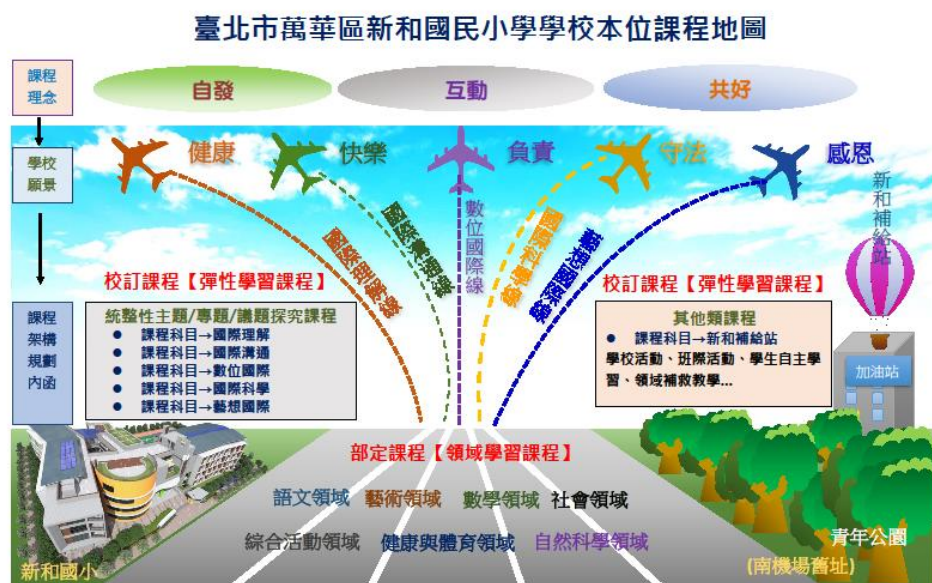 臺北市萬華區新和國民小學學校本位課程地圖
課程
理念
自發
互動
共好
學校
願景
健康
快樂
負責
守法
感恩
國際理解線
國際溝通線
數位國際線
國際科學線
藝想國際線
新和補給站
校訂課程【彈性學習課程】
校訂課程【彈性學習課程】
課程
架構
規劃
內函
統整性主題/專題/議題探究課程
● 課程科目→國際理解
● 課程科目→國際溝通
● 課程科目→數位國際
● 課程科目→國際科學
● 課程科目→藝想國際
其他類課程
● 課程科目→新和補給站
學校活動、班際活動、學生自主學
習、領域補救教學...
加油站
部定課程【領域學習課程】
語文領域 藝術領域 數學領域 社會領域
綜合活動領域 健康與體育領域 自然科學領域
新和國小
青年公園
(南機場舊址)